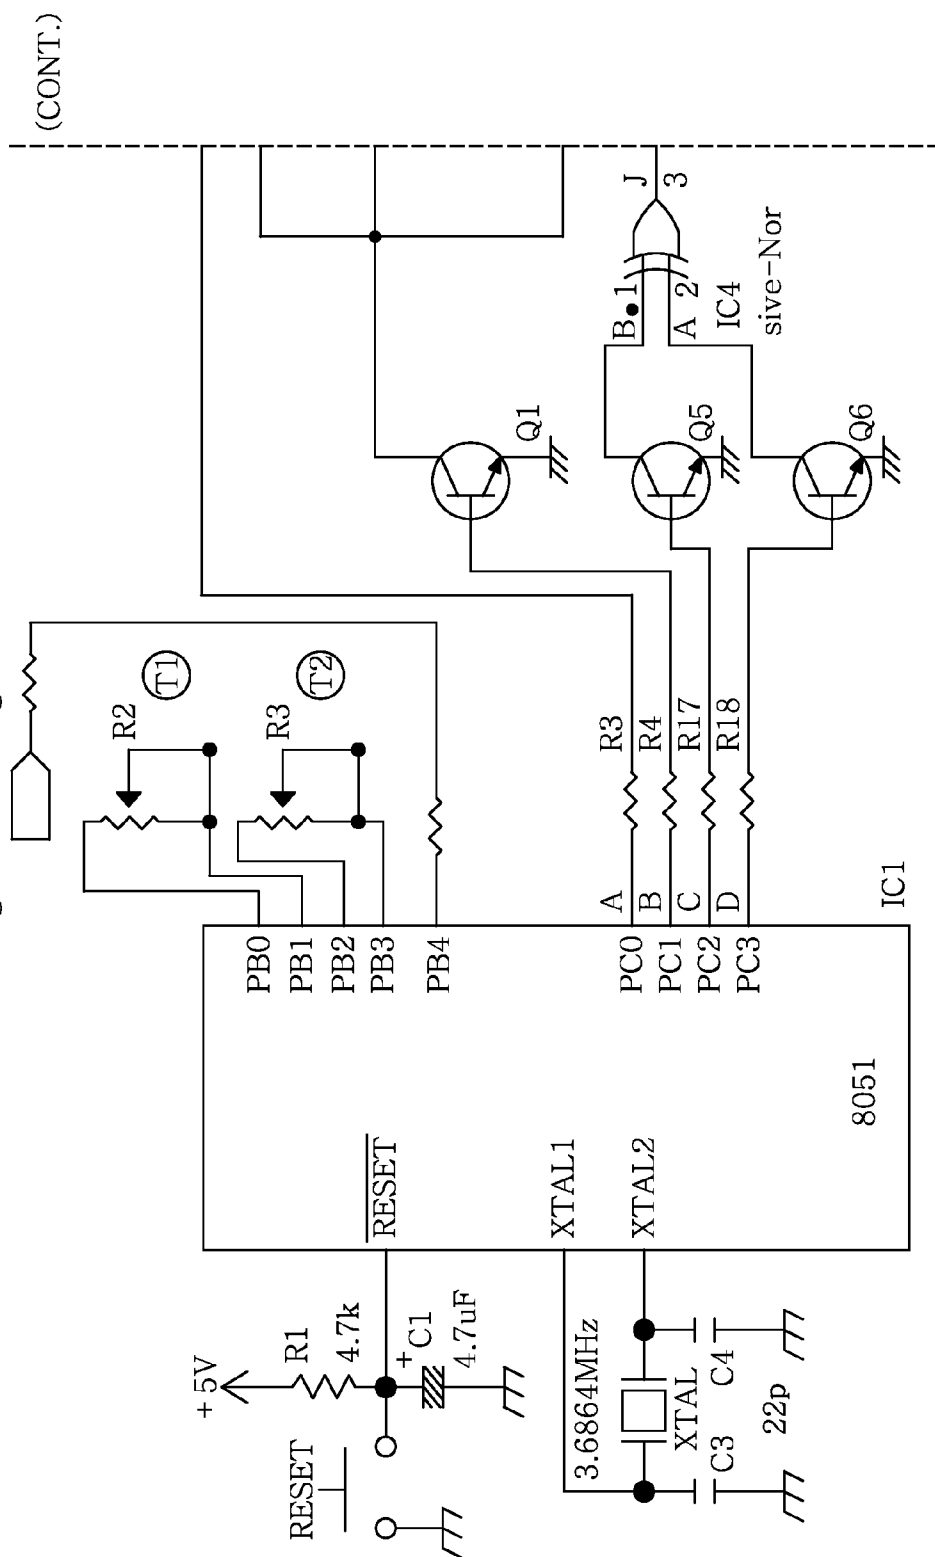 (CONT.)
J
3
B
1
A
2
IC4
sive-Nor
Q1
Q5
Q6
T1
R2
T2
R3
R3
R4
R17
R18
A
B
C
D
IC1
PB0
PB1
PB2
PB3
PB4
PC0
PC1
PC2
PC3
8051
RESET
XTAL1
XTAL2
+5V
R1
4.7k
+
C1
4.7uF
RESET
3.6864MHz
XTAL
C4
C3
22p